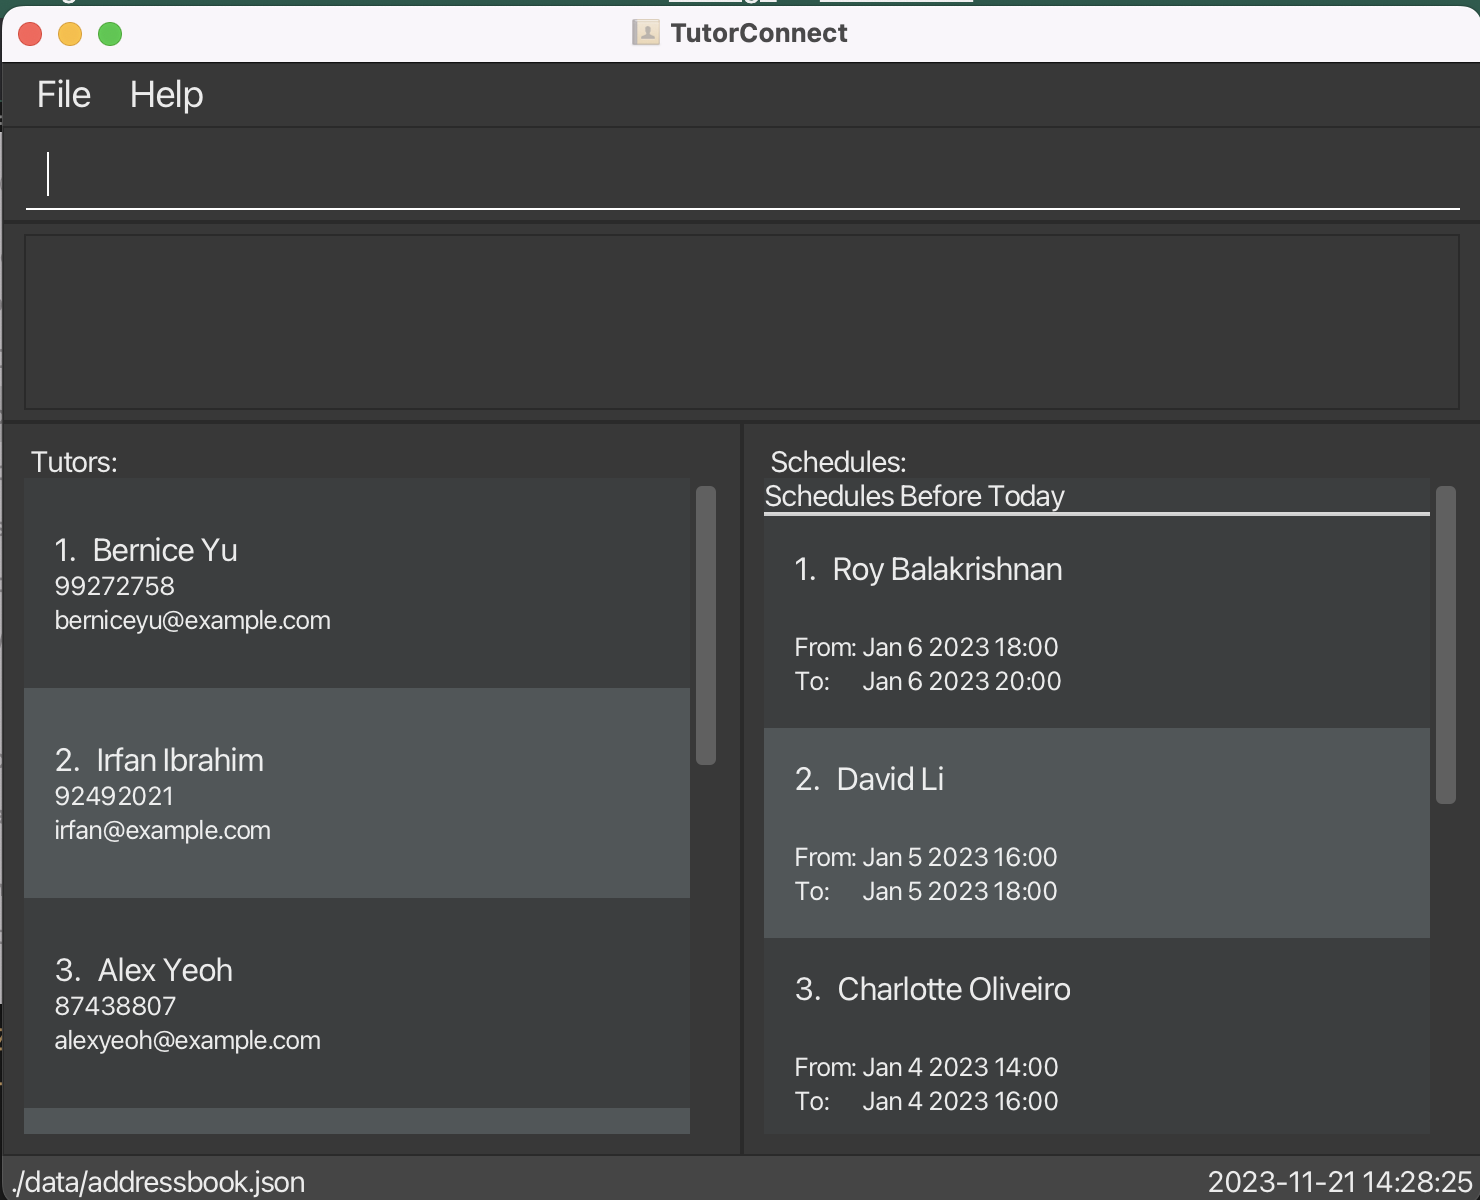 TutorConnect
File Help
Tutors:
1. Bernice Yu
99272758
berniceyu@example.com
2. Irfan Ibrahim
92492021
irfan@example.com
3. Alex Yeoh
87438807
alexyeoh@example.com
Schedules:
Schedules Before Today
1. Roy Balakrishnan
From: Jan 6 2023 18:00
To: Jan 6 2023 20:00
2. David Li
From: Jan 5 2023 16:00
To: Jan 5 2023 18:00
3. Charlotte Oliveiro
From: Jan 4 2023 14:00
To: Jan 4 2023 16:00
./data/addressbook.json
2023-11-21 14:28:25